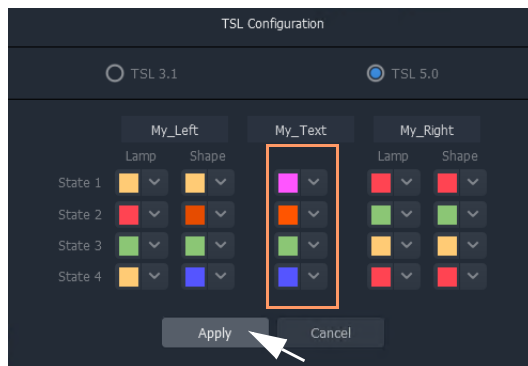 TSL Configuration
TSL 3.1 TSL 5.0
My_Left My_Text My_Right
Lamp Shape Lamp Shape
State 1
State 2
State 3
State 4
Apply Cancel